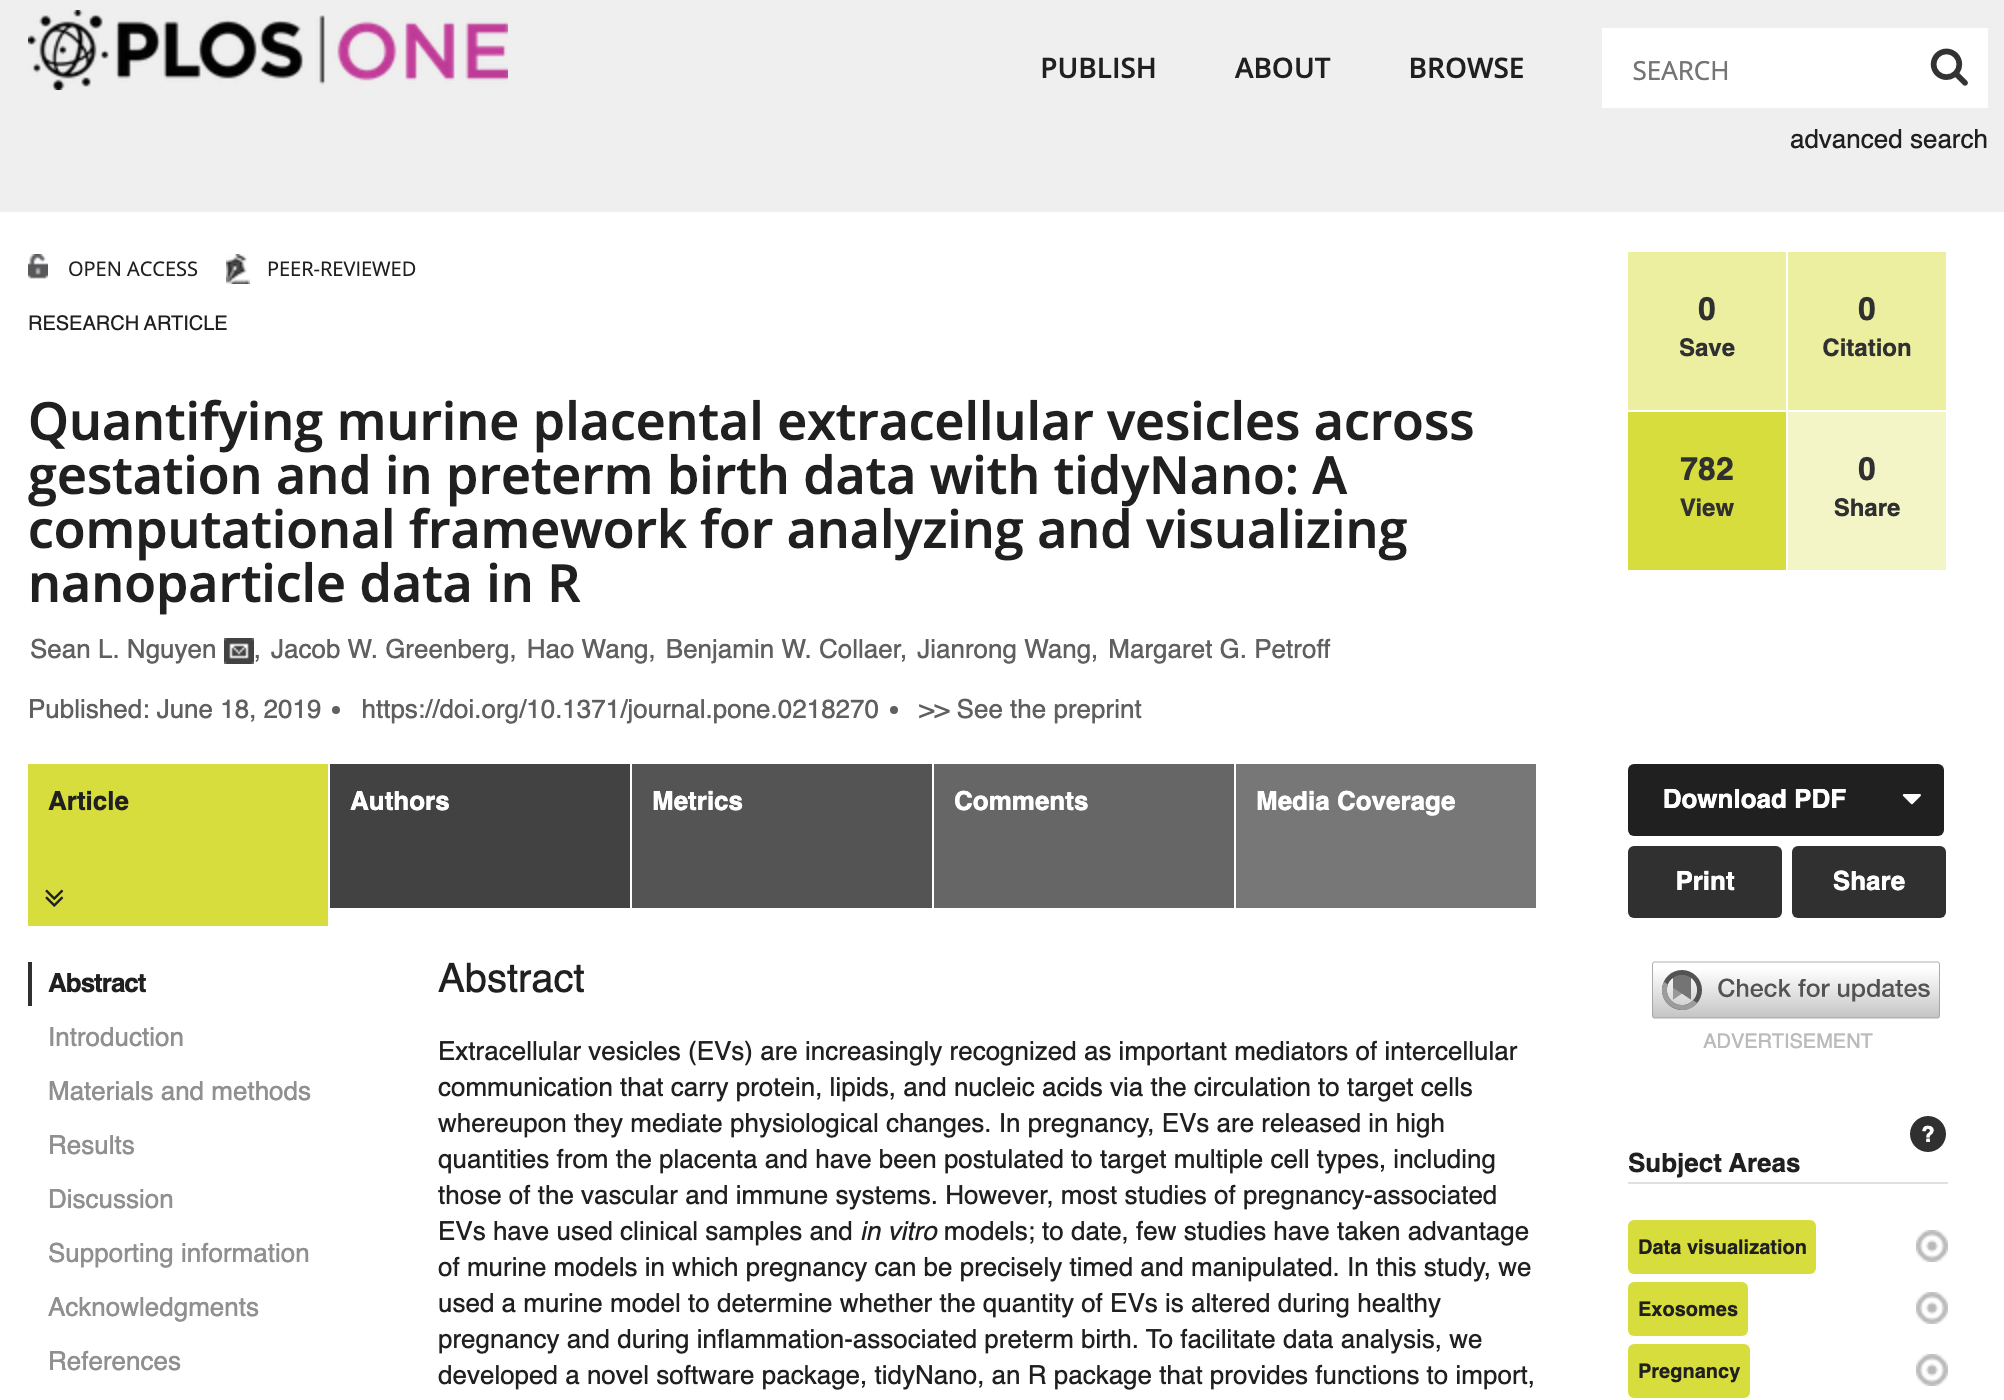 PLOS ONE
PUBLISH
ABOUT
BROWSE
SEARCH
advanced search
OPEN ACCESS
PEER-REVIEWED
RESEARCH ARTICLE
0
Save
0
Citation
782
View
0
Share
Quantifying murine placental extracellular vesicles across
gestation and in preterm birth data with tidyNano: A
computational framework for analyzing and visualizing
nanoparticle data in R
Sean L. Nguyen , Jacob W. Greenberg, Hao Wang, Benjamin W. Collaer, Jianrong Wang, Margaret G. Petroff
Published: June 18, 2019 • https://doi.org/10.1371/journal.pone.0218270 • >> See the preprint
Article
Authors
Metrics
Comments
Media Coverage
Download PDF
Print
Share
Check for updates
ADVERTISEMENT
Abstract
Introduction
Materials and methods
Results
Discussion
Supporting information
Acknowledgments
References
Abstract
Extracellular vesicles (EVs) are increasingly recognized as important mediators of intercellular
communication that carry protein, lipids, and nucleic acids via the circulation to target cells
whereupon they mediate physiological changes. In pregnancy, EVs are released in high
quantities from the placenta and have been postulated to target multiple cell types, including
those of the vascular and immune systems. However, most studies of pregnancy-associated
EVs have used clinical samples and in vitro models; to date, few studies have taken advantage
of murine models in which pregnancy can be precisely timed and manipulated. In this study, we
used a murine model to determine whether the quantity of EVs is altered during healthy
pregnancy and during inflammation-associated preterm birth. To facilitate data analysis, we
developed a novel software package, tidyNano, an R package that provides functions to import,
?
Subject Areas
Data visualization
Exosomes
Pregnancy